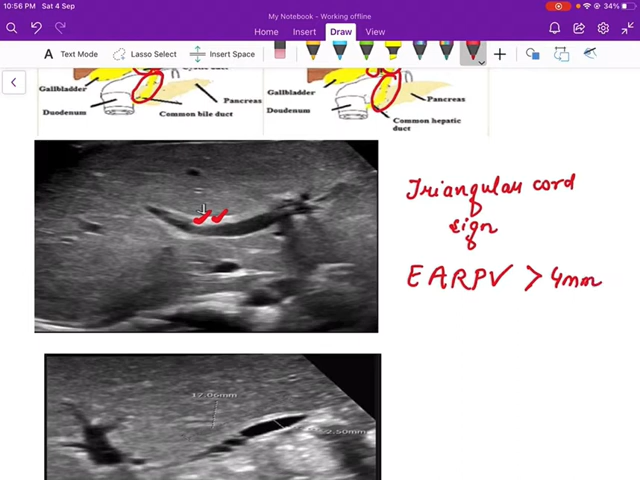 10:56 PM Sat 4 Sep
34%
My Notebook - Working offline
Home Insert Draw View
A Text Mode Lasso Select Insert Space
Gallbladder
Duodenum
Pancreas
Common bile duct
Gallbladder
Doudenum
Pancreas
Common hepatic
duct
Triangular cord
sign
EARPV > 4mm
17.06mm
2.50mm